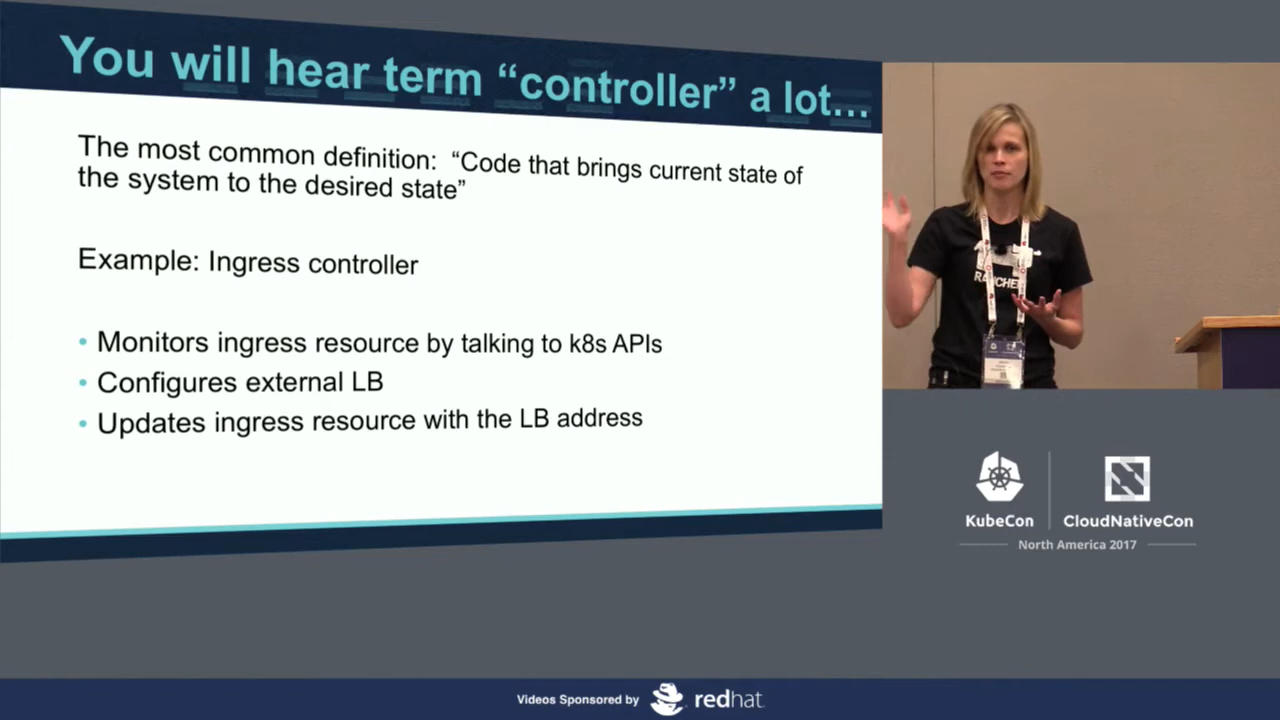 You will hear term “controller” a lot...
The most common definition: “Code that brings current state of
the system to the desired state”
Example: Ingress controller
• Monitors ingress resource by talking to k8s APIs
• Configures external LB
• Updates ingress resource with the LB address
RANCHER
KubeCon
CloudNativeCon
North America 2017
Videos Sponsored by
redhat